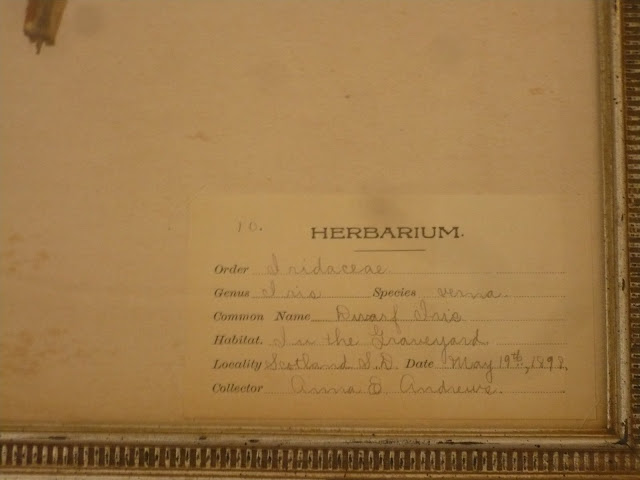 10.
HERBARIUM.
Order Iridaceae
Genus Iris Species verna.
Common Name Dwarf Iris
Habitat. In the Graveyard
Locality Scotland S.D. Date May 19th, 1898.
Collector Anna B Andrews.